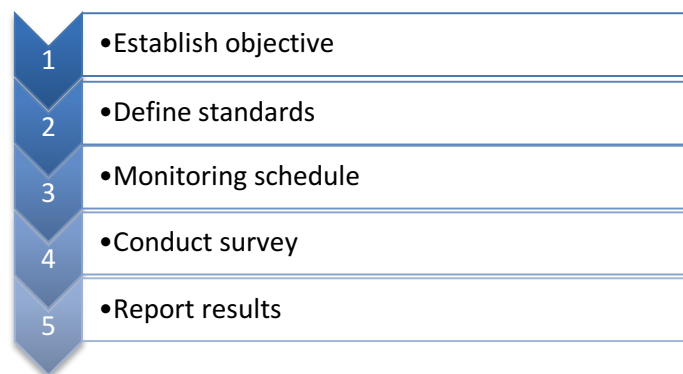 1 •Establish objective
2 •Define standards
3 •Monitoring schedule
4 •Conduct survey
5 •Report results